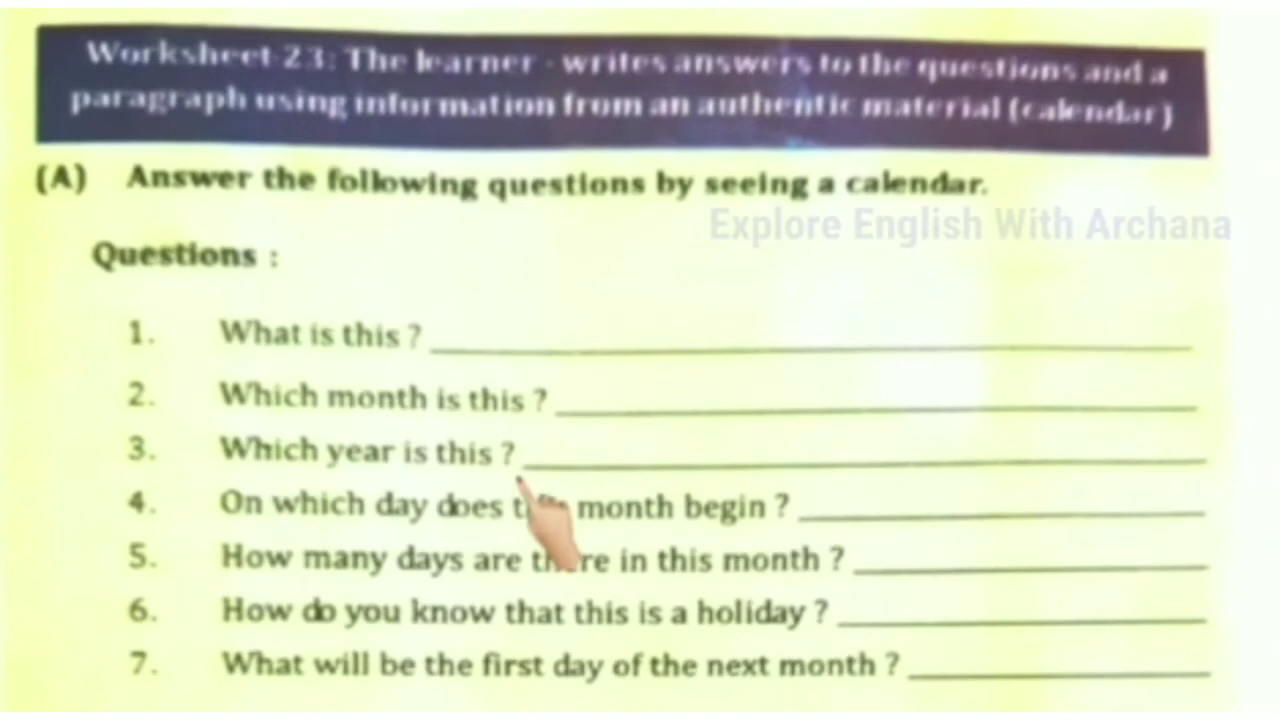 Worksheet-23: The learner - writes answers to the questions and a
paragraph using information from an authentic material (calendar)
(A) Answer the following questions by seeing a calendar.
Explore English With Archana
Questions :
1. What is this ?
2. Which month is this ?
3. Which year is this ?
4. On which day does this month begin ?
5. How many days are there in this month ?
6. How do you know that this is a holiday ?
7. What will be the first day of the next month ?